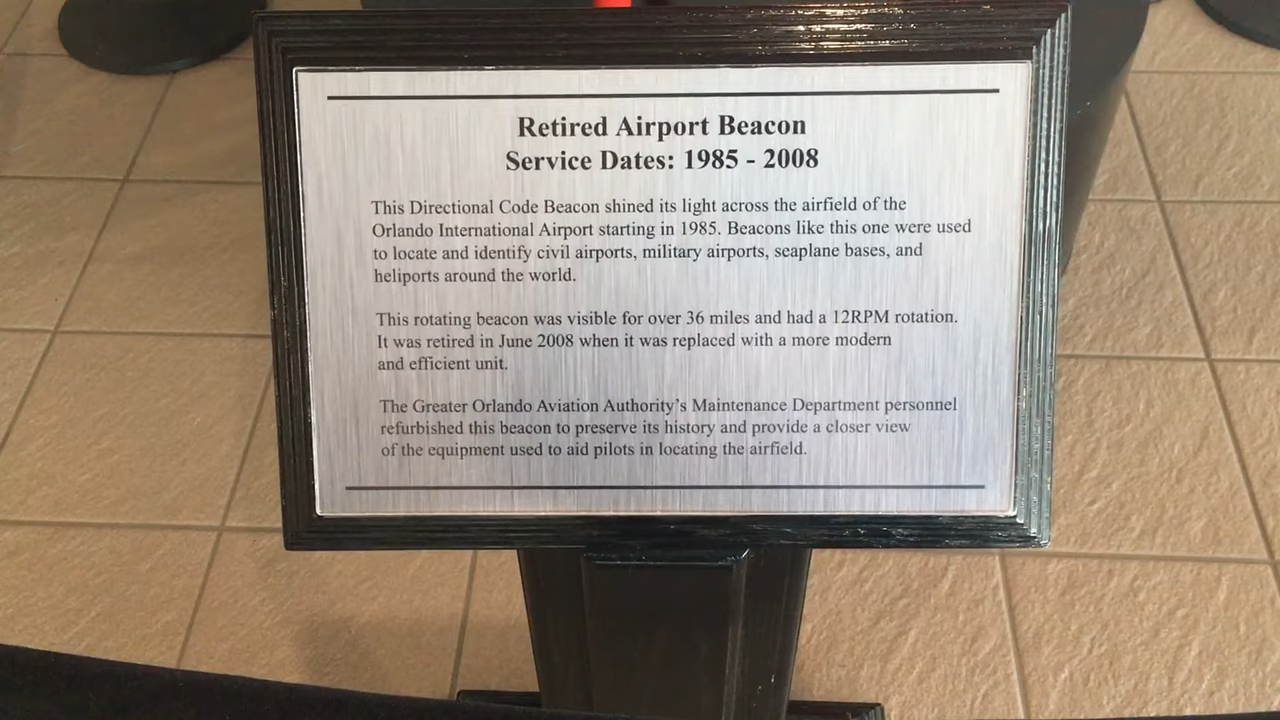 Retired Airport Beacon
Service Dates: 1985 - 2008
This Directional Code Beacon shined its light across the airfield of the
Orlando International Airport starting in 1985. Beacons like this one were used
to locate and identify civil airports, military airports, seaplane bases, and
heliports around the world.
This rotating beacon was visible for over 36 miles and had a 12RPM rotation.
It was retired in June 2008 when it was replaced with a more modern
and efficient unit.
The Greater Orlando Aviation Authority's Maintenance Department personnel
refurbished this beacon to preserve its history and provide a closer view
of the equipment used to aid pilots in locating the airfield.